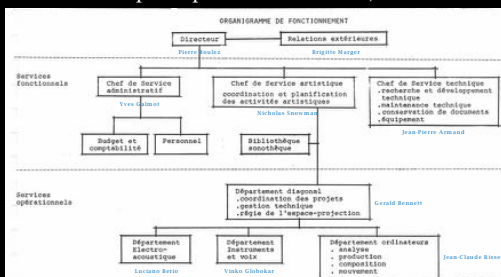 ORGANIGRAMME DE FONCTIONNEMENT
Directeur
Relations extérieures
Pierre Boulez
Brigitte Marger
Services
fonctionnels
Chef de Service
administratif
Yves Galmot
Chef de Service artistique
coordination et planification
des activités artistiques
Nicholas Snowman
Chef de Service technique
.recherche et développement
technique
.maintenance technique
.conservation de documents
.équipement
Jean-Pierre Armand
Budget et
comptabilité
Personnel
Bibliothèque
sonothèque
Services
opérationnels
Département diagonal
.coordination des projets
.gestion technique
.régie de l'espace-projection
Gerald Bennett
Département
Electro-
acoustique
Luciano Berio
Département
Instruments
et voix
Vinko Globokar
Département ordinateurs
. analyse
. production
. composition
. mouvement
Jean-Claude Risset